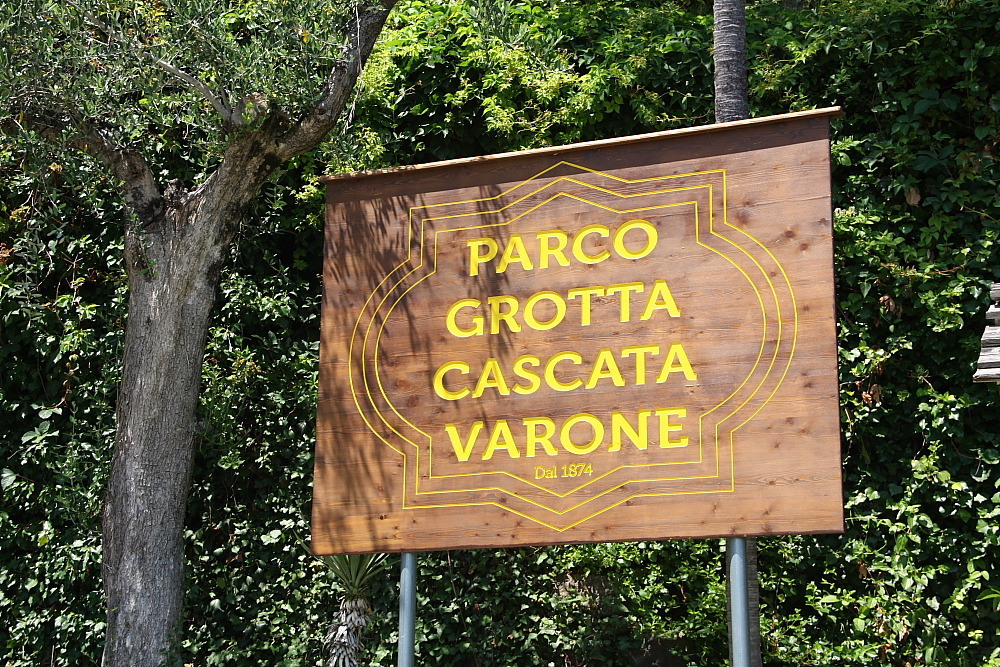 PARCO
GROTTA
CASCATA
VARONE
Dal 1874